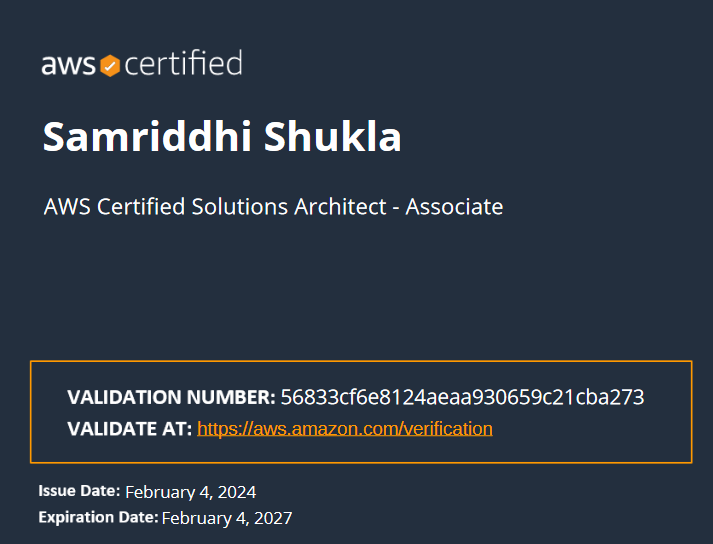 aws certified
Samriddhi Shukla
AWS Certified Solutions Architect - Associate
VALIDATION NUMBER: 56833cf6e8124aeaa930659c21cba273
VALIDATE AT: https://aws.amazon.com/verification
Issue Date: February 4, 2024
Expiration Date: February 4, 2027